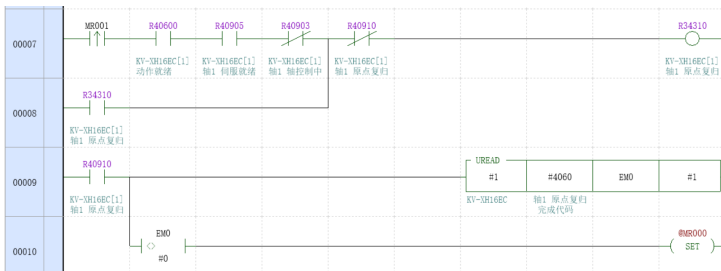 MR001 R40600 R40905 R40903 R40910 R34310
00007
KV-XH16EC[1] KV-XH16EC[1] KV-XH16EC[1] KV-XH16EC[1] KV-XH16EC[1]
动作就绪 轴1 伺服就绪 轴1 轴控制中 轴1 原点复归 轴1 原点复归
R34310
00008
KV-XH16EC[1]
轴1 原点复归
R40910 UREAD
00009 #1 #4060 EM0 #1
KV-XH16EC[1] KV-XH16EC 轴1 原点复归
轴1 原点复归 完成代码
EM0 @MR000
00010 <> SET
#0